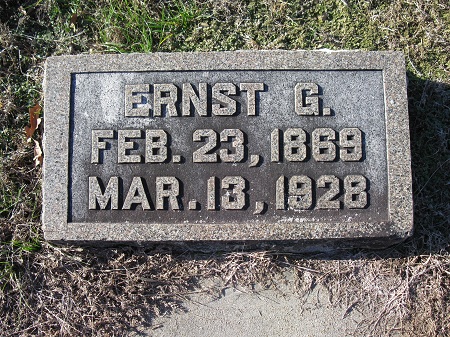 ERNST G.
FEB. 23, 1869
MAR. 13, 1928